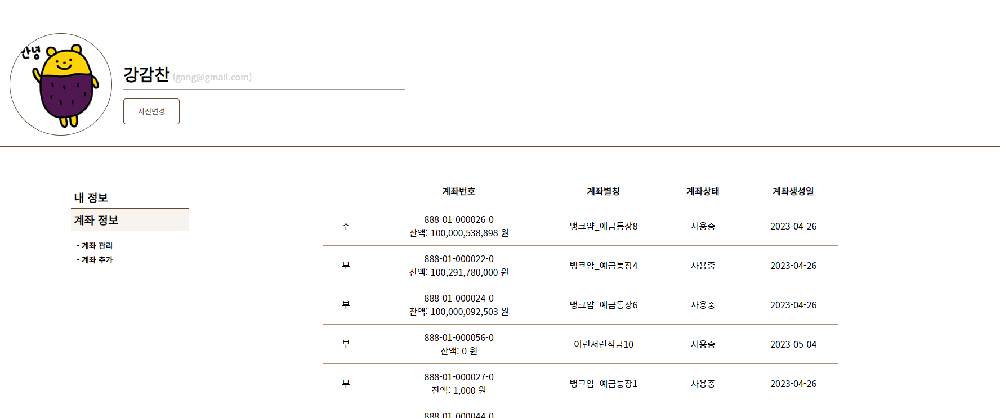 안녕
강감찬 (gang@gmail.com)
사진변경
내 정보
계좌 정보
- 계좌 관리
- 계좌 추가
계좌번호 계좌별칭 계좌상태 계좌생성일
주 888-01-000026-0 뱅크얌_예금통장8 사용중 2023-04-26
잔액: 100,000,538,898 원
부 888-01-000022-0 뱅크얌_예금통장4 사용중 2023-04-26
잔액: 100,291,780,000 원
부 888-01-000024-0 뱅크얌_예금통장6 사용중 2023-04-26
잔액: 100,000,092,503 원
부 888-01-000056-0 이런저런적금10 사용중 2023-05-04
잔액: 0 원
부 888-01-000027-0 뱅크얌_예금통장1 사용중 2023-04-26
잔액: 1,000 원
888-01-000044-0